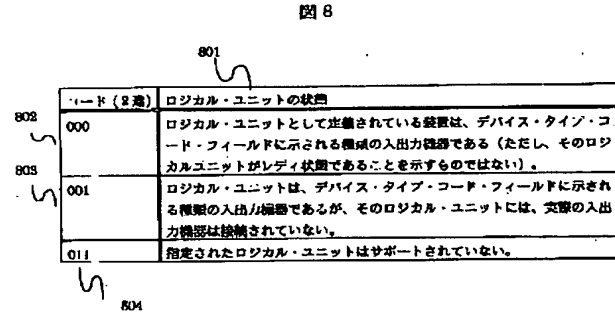 図8
801
コード（2進） ロジカル・ユニットの状態
802
000 ロジカル・ユニットとして定義されている装置は、デバイス・タイプ・コ
ード・フィールドに示される種類の入出力機器である（ただし、そのロジ
カルユニットがレディ状態であることを示すものではない）。
803
001 ロジカル・ユニットは、デバイス・タイプ・コード・フィールドに示され
る種類の入出力機器であるが、そのロジカル・ユニットには、実際の入出
力機器は接続されていない。
011 指定されたロジカル・ユニットはサポートされていない。
804